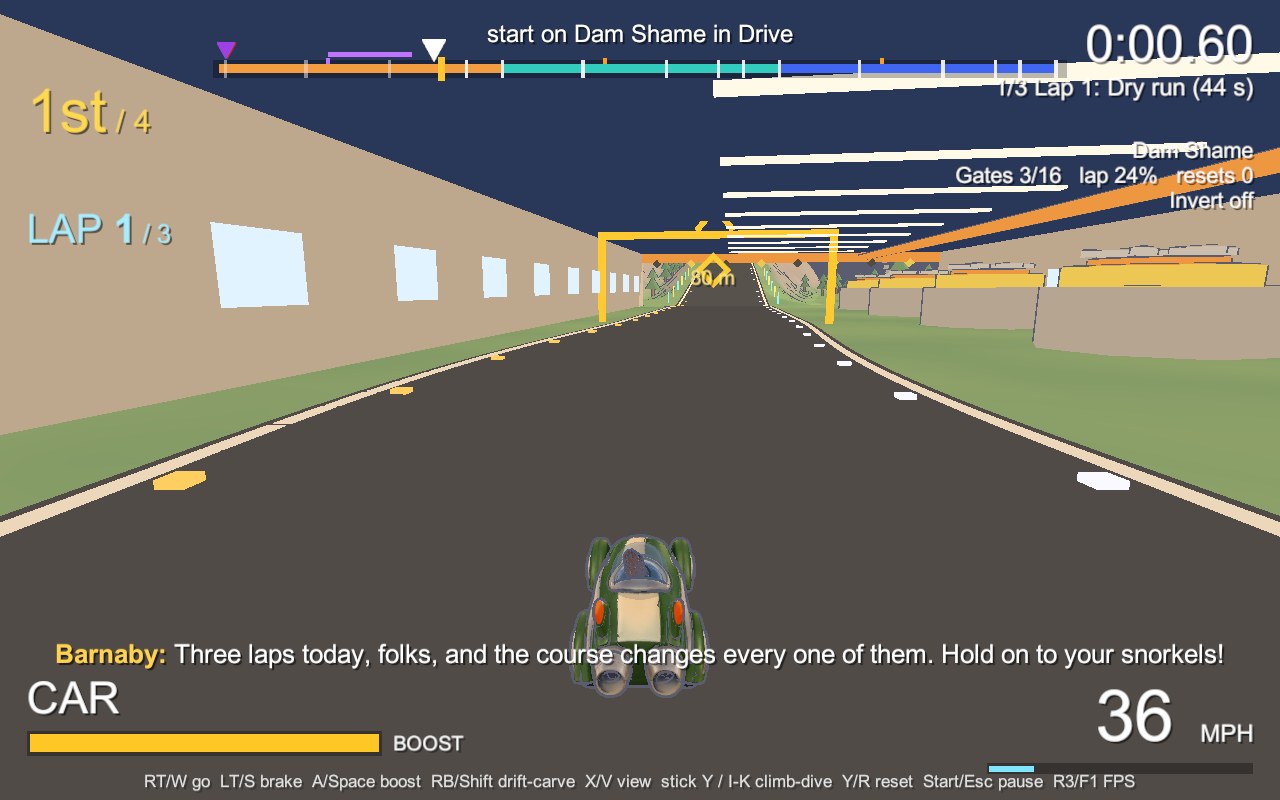 start on Dam Shame in Drive
0:00.60
1/3 Lap 1: Dry run (44 s)
1st / 4
Dam Shame
Gates 3/16 lap 24% resets 0
Invert off
LAP 1 / 3
80 m
Barnaby: Three laps today, folks, and the course changes every one of them. Hold on to your snorkels!
CAR
BOOST
36 MPH
RT/W go LT/S brake A/Space boost RB/Shift drift-carve X/V view stick Y / I-K climb-dive Y/R reset Start/Esc pause R3/F1 FPS